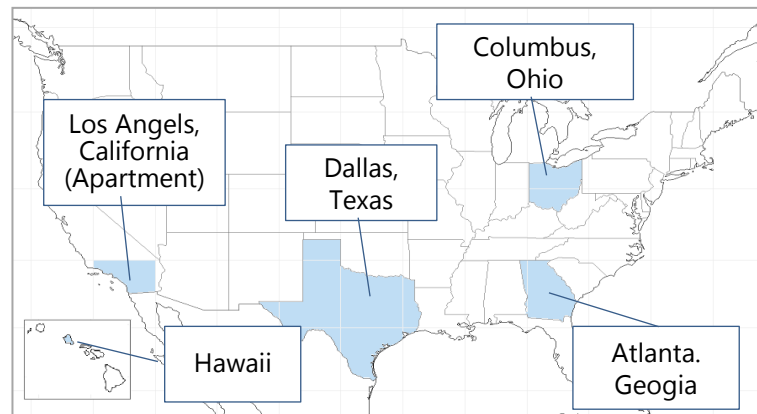 Columbus,
Ohio
Los Angels,
California
(Apartment)
Dallas,
Texas
Hawaii
Atlanta.
Geogia